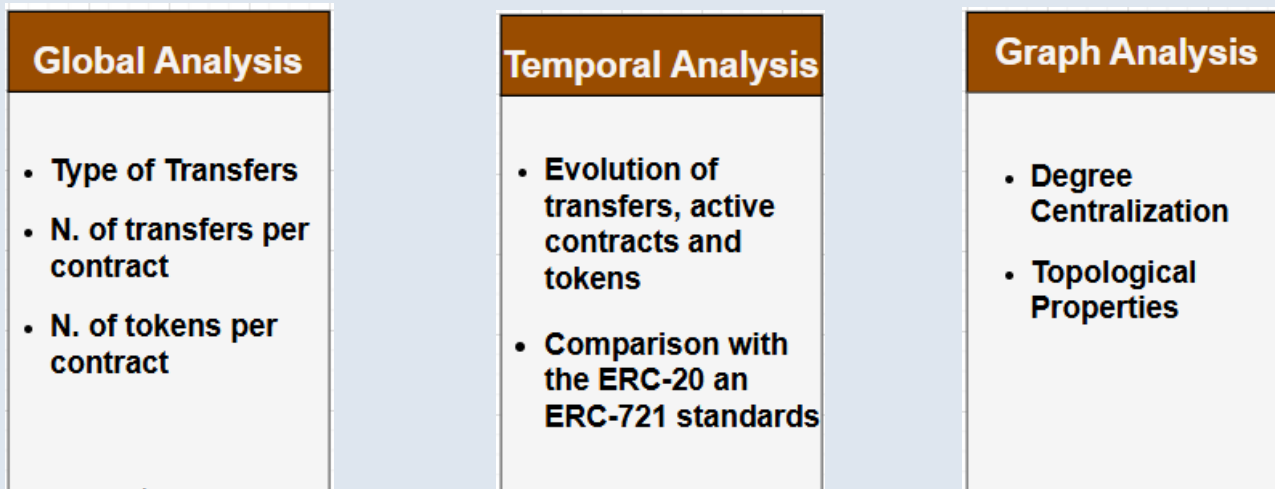 Global Analysis
• Type of Transfers
• N. of transfers per
contract
• N. of tokens per
contract
Temporal Analysis
• Evolution of
transfers, active
contracts and
tokens
• Comparison with
the ERC-20 an
ERC-721 standards
Graph Analysis
• Degree
Centralization
• Topological
Properties